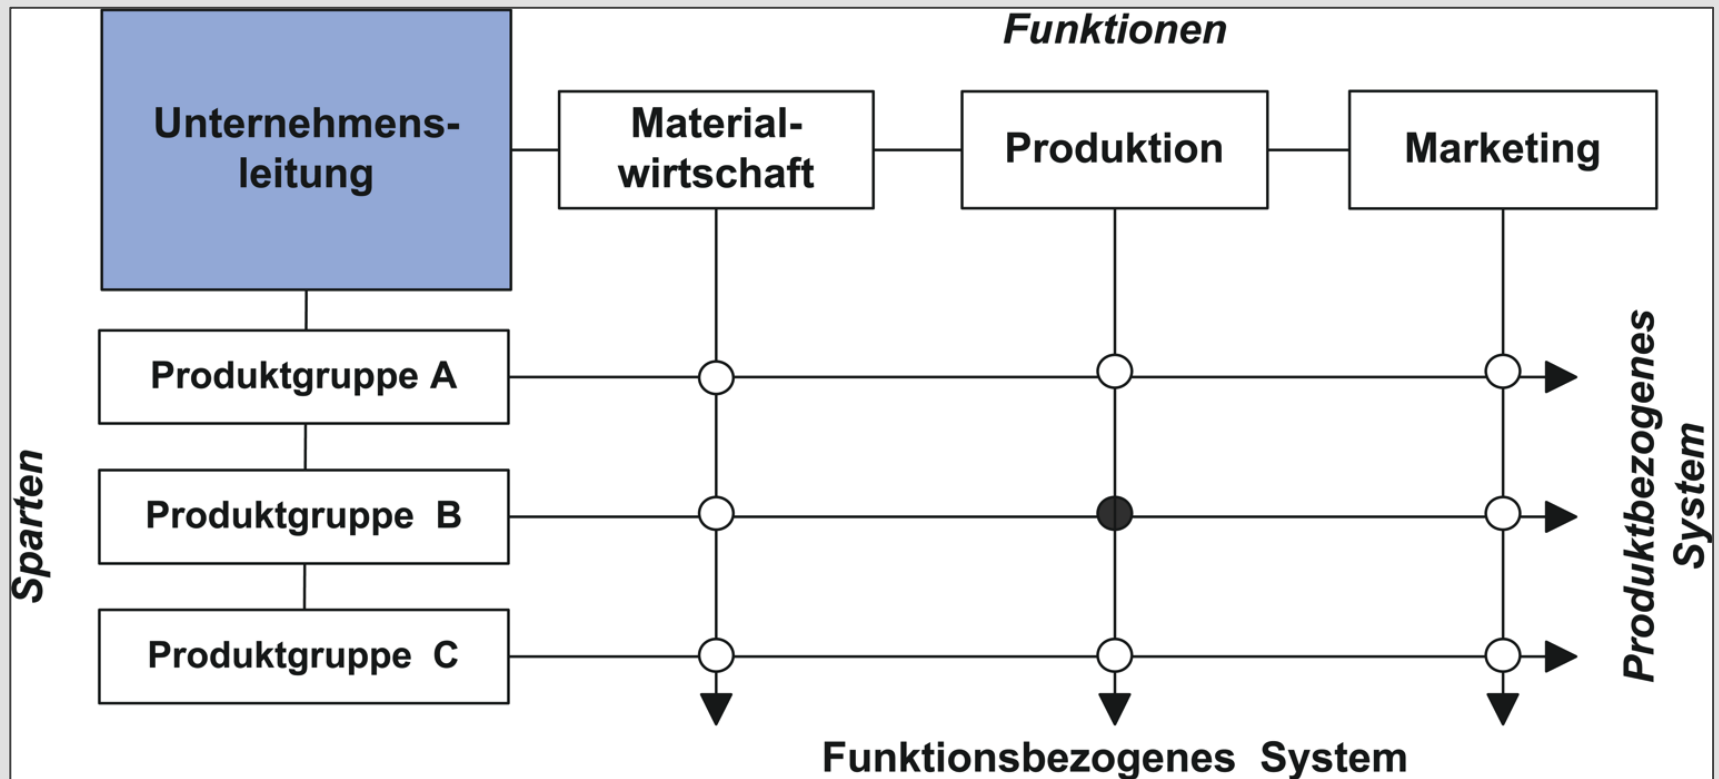 Funktionen
Unternehmens-
leitung
Material-
wirtschaft
Produktion
Marketing
Sparten
Produktgruppe A
Produktgruppe B
Produktgruppe C
Produktbezogenes
System
Funktionsbezogenes System